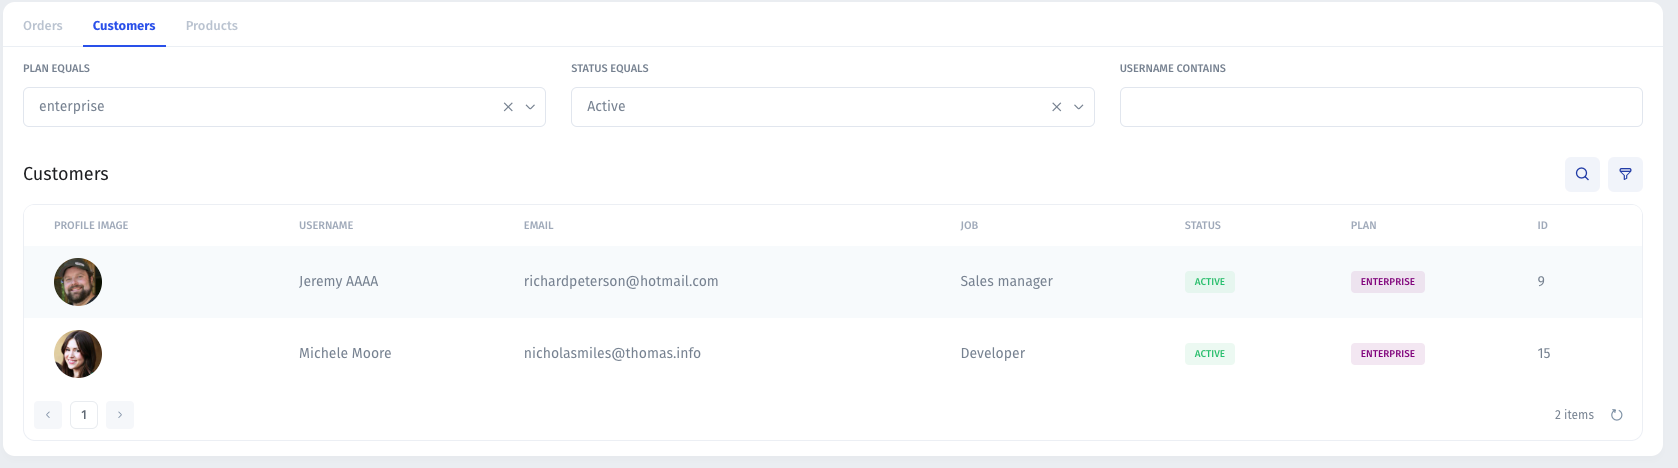 Orders Customers Products
PLAN EQUALS STATUS EQUALS USERNAME CONTAINS
enterprise Active
Customers
PROFILE IMAGE USERNAME EMAIL JOB STATUS PLAN ID
Jeremy AAAA richardpeterson@hotmail.com Sales manager ACTIVE ENTERPRISE 9
Michele Moore nicholasmiles@thomas.info Developer ACTIVE ENTERPRISE 15
1 2 items